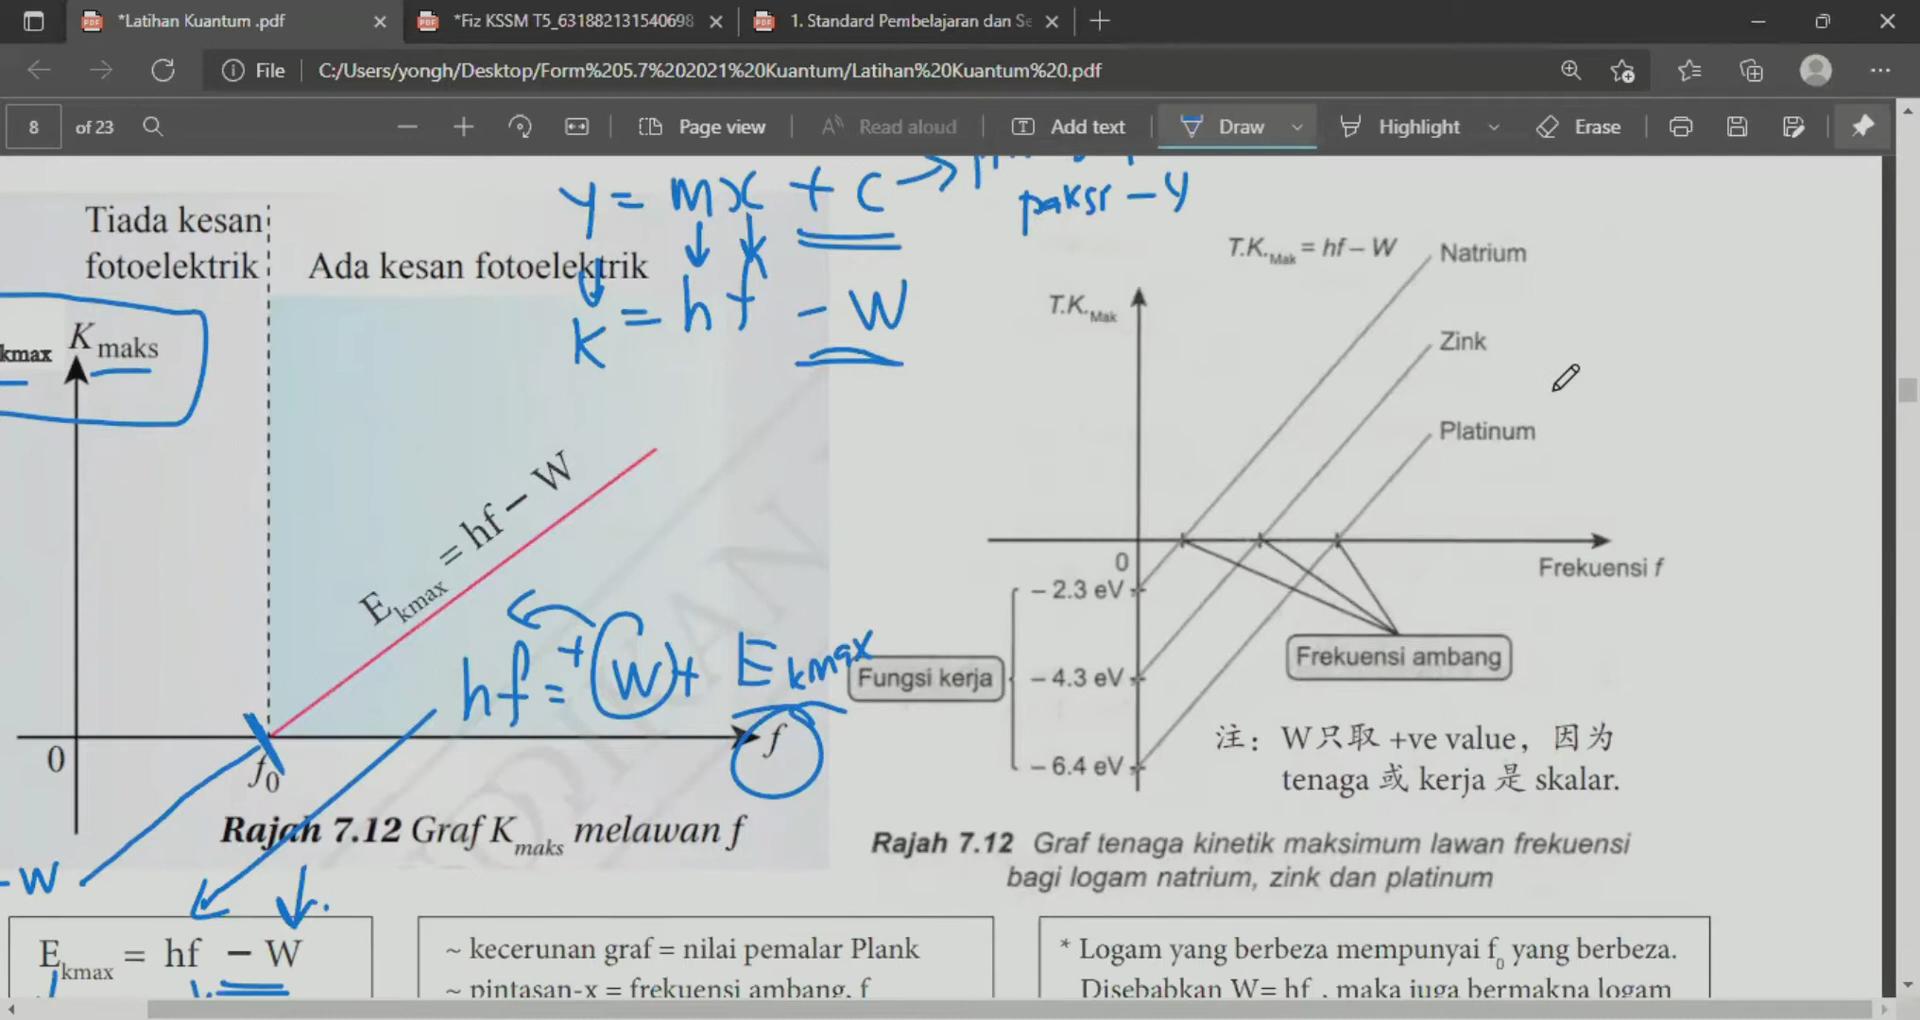 *Latihan Kuantum .pdf
*Fiz KSSM T5_631882131540698
1. Standard Pembelajaran dan Se
File
C:/Users/yongh/Desktop/Form%205.7%202021%20Kuantum/Latihan%20Kuantum%20.pdf
8 of 23
Page view
Read aloud
Add text
Draw
Highlight
Erase
y = mx + c →
paksi - y
K = hf - W
Tiada kesan
fotoelektrik
Ada kesan fotoelektrik
kmax
K maks
E kmax = hf – W
hf = W + E kmax
+
0
f0
f
- W
Rajah 7.12 Graf K maks melawan f
E kmax = hf – W
~ kecerunan graf = nilai pemalar Plank
~ pintasan-x = frekuensi ambang, f
T.K.Mak = hf – W
T.K.Mak
Natrium
Zink
Platinum
0
Frekuensi f
– 2.3 eV
– 4.3 eV
– 6.4 eV
Fungsi kerja
Frekuensi ambang
注: W只取 +ve value, 因为
tenaga 或 kerja 是 skalar.
Rajah 7.12 Graf tenaga kinetik maksimum lawan frekuensi
bagi logam natrium, zink dan platinum
* Logam yang berbeza mempunyai f0 yang berbeza.
Disebabkan W= hf , maka juga bermakna logam